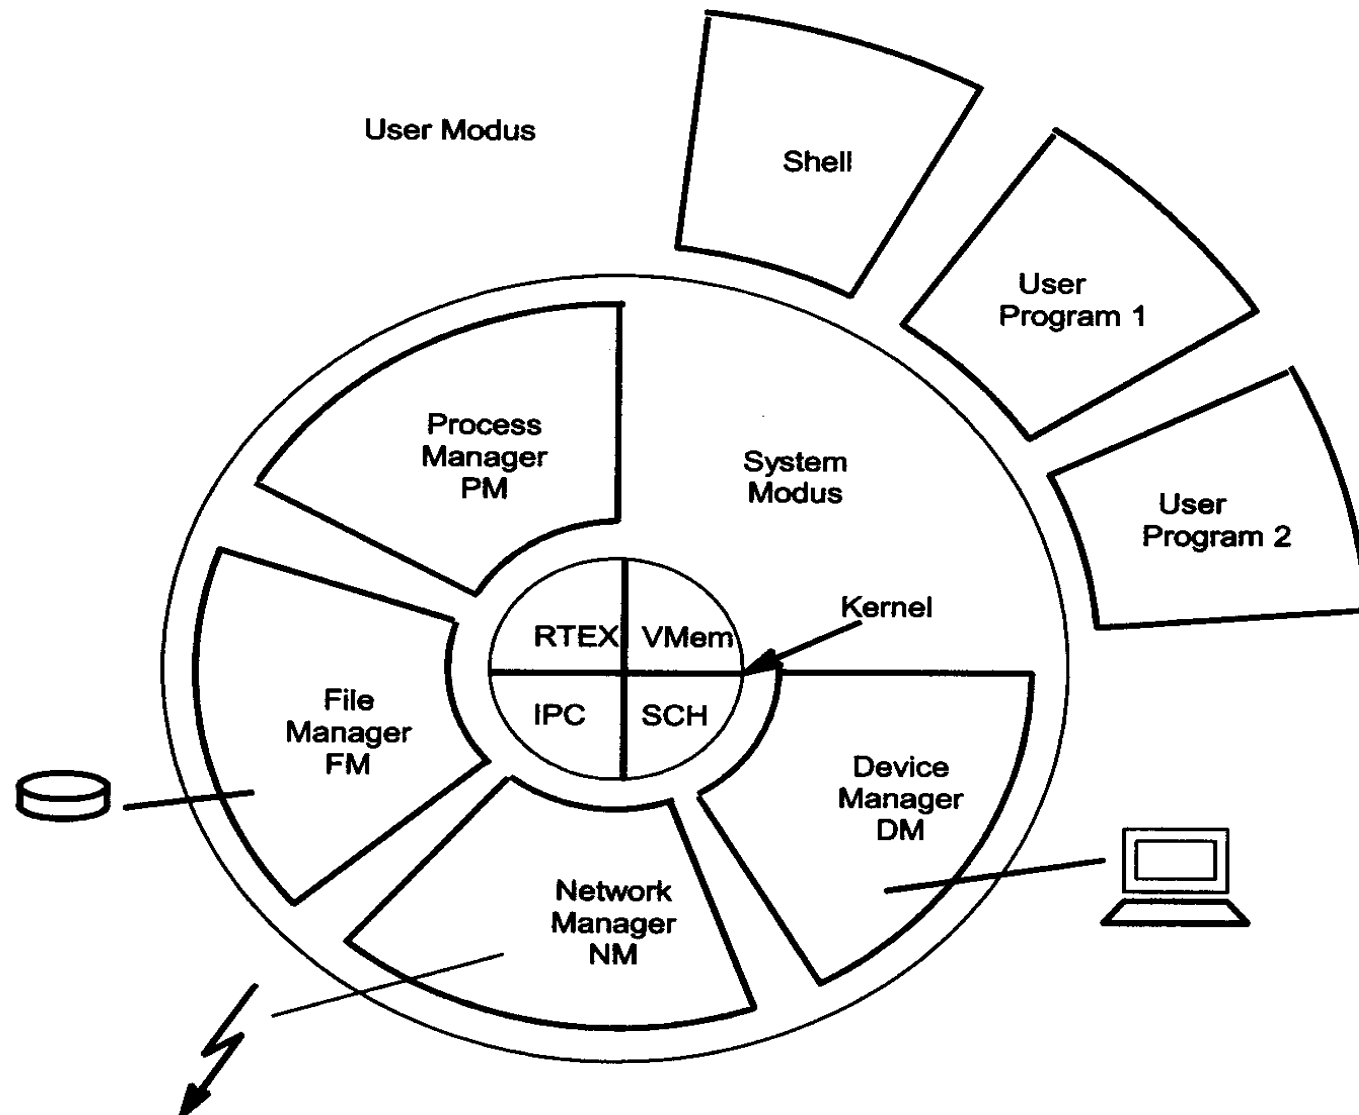 User Modus
Shell
User
Program 1
Process
Manager
PM
System
Modus
User
Program 2
Kernel
RTEX
VMem
IPC
SCH
File
Manager
FM
Device
Manager
DM
Network
Manager
NM